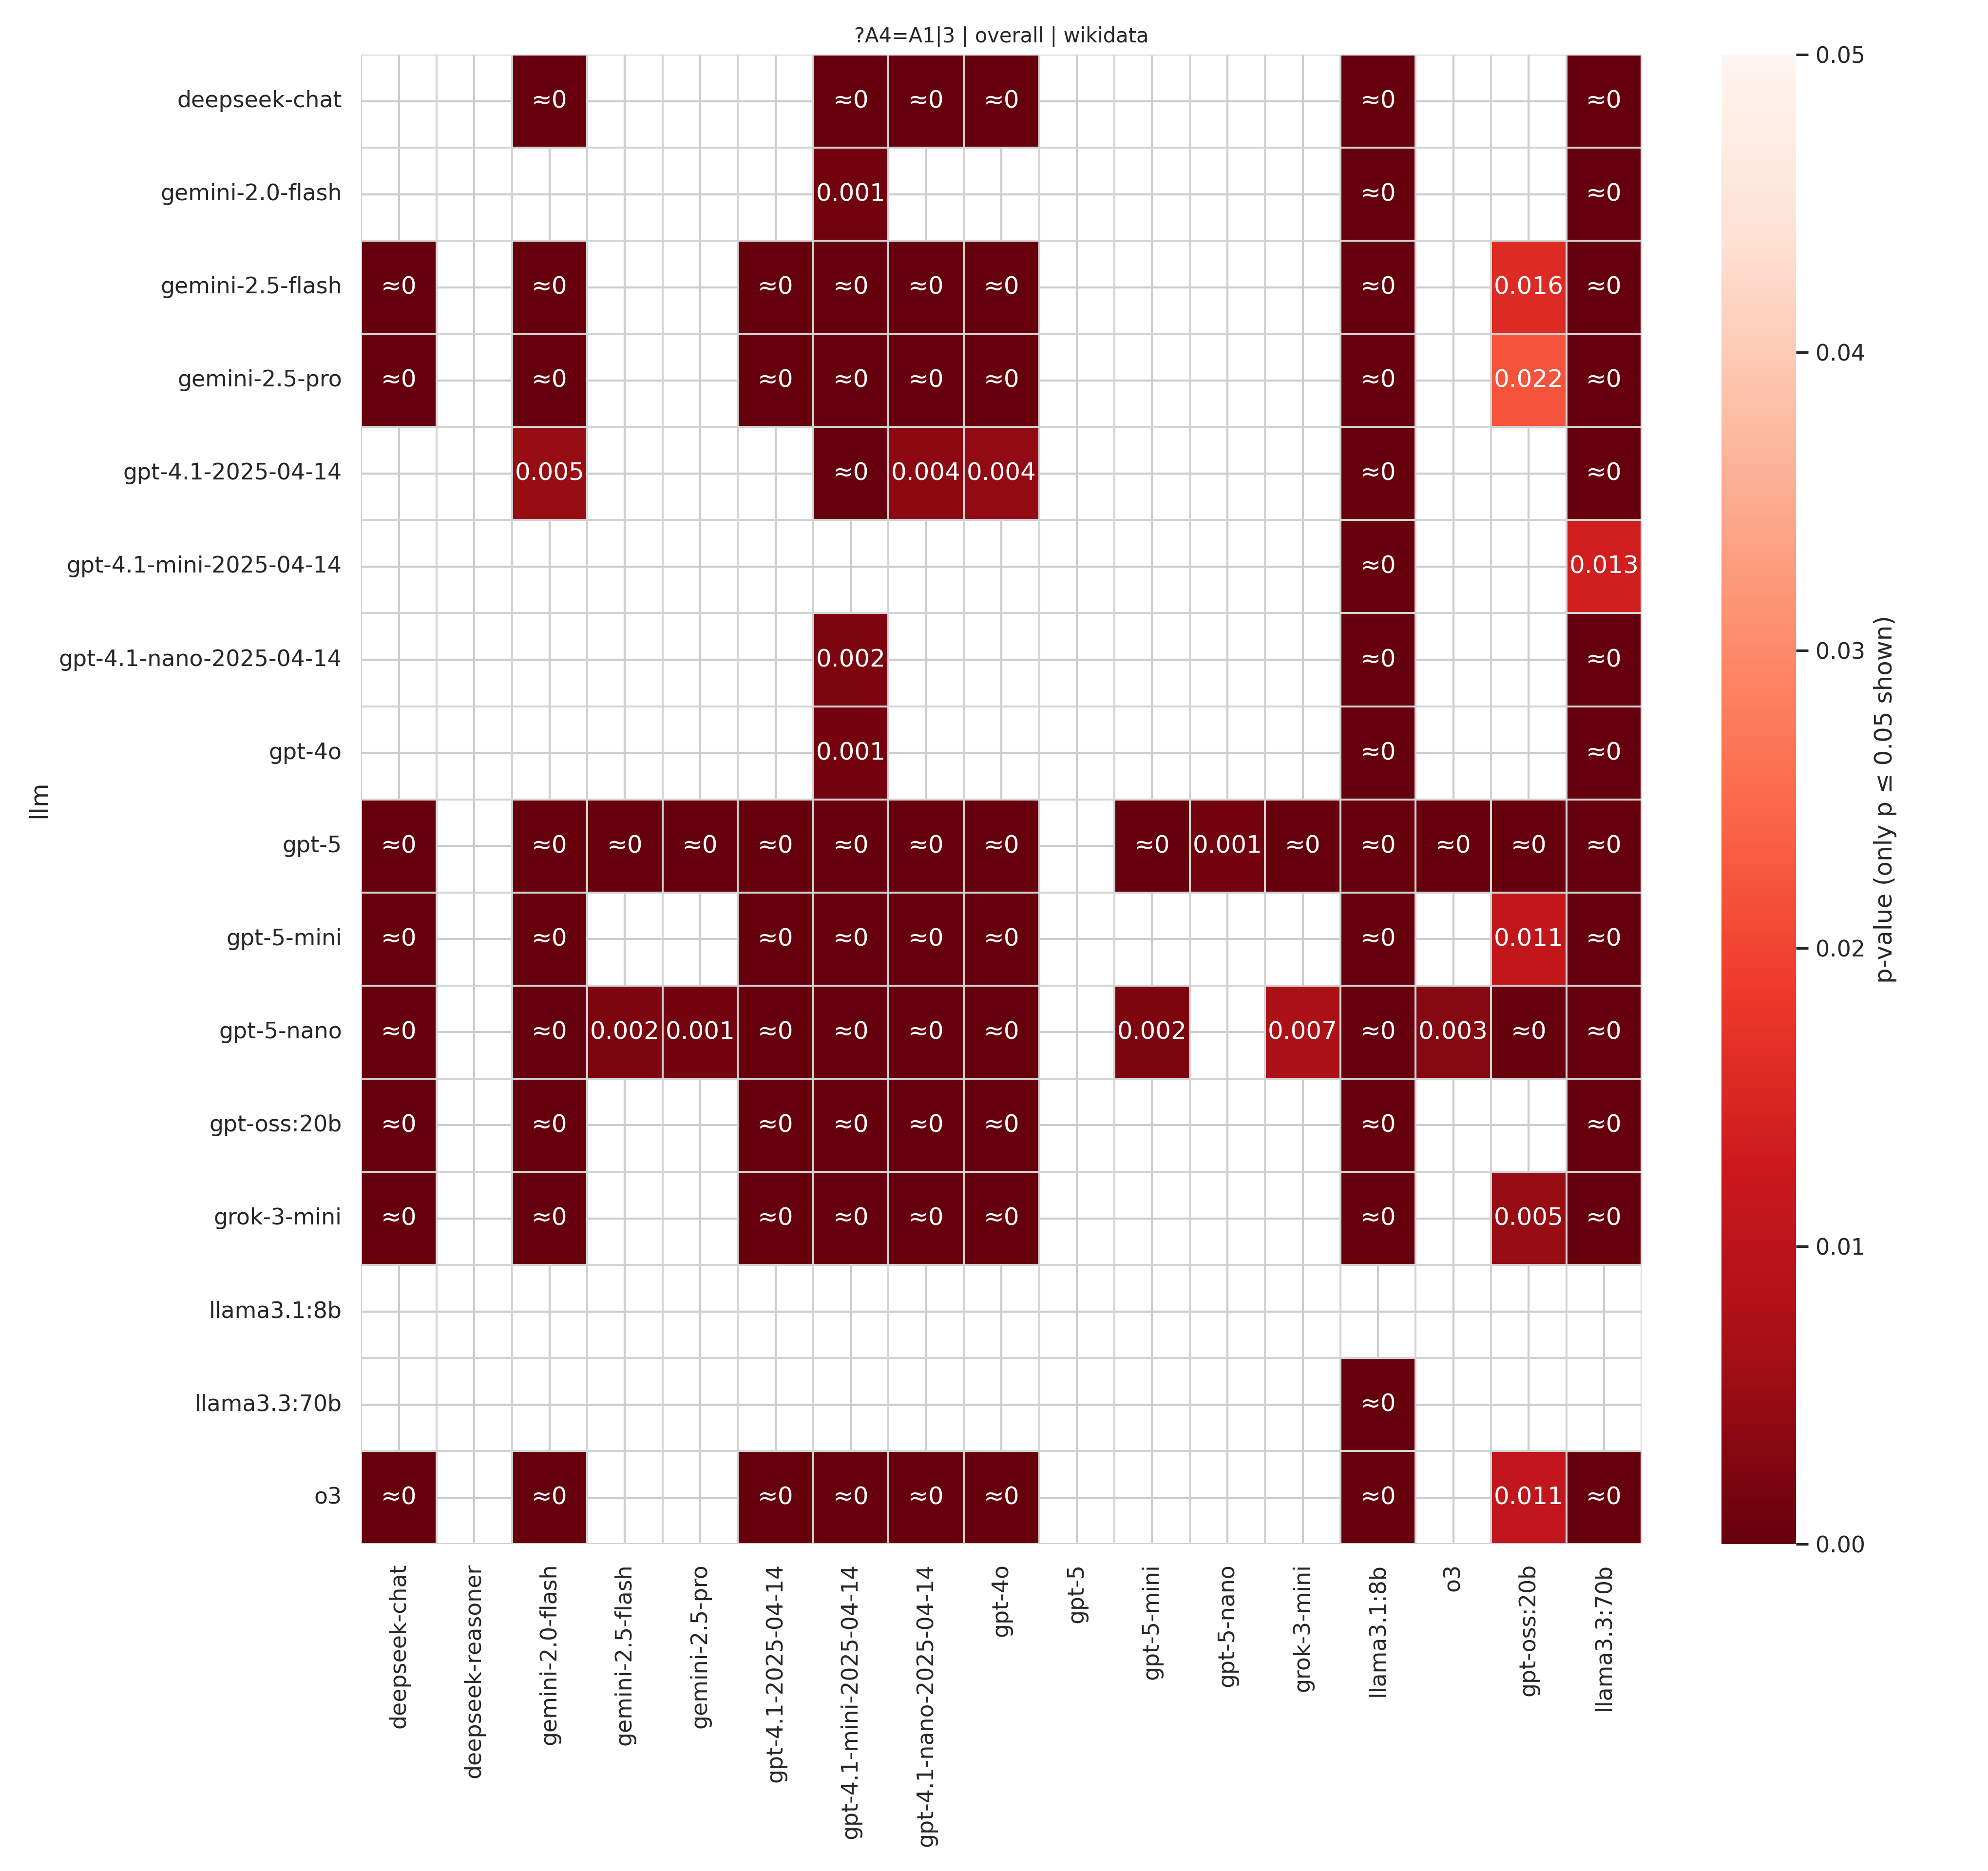 ?A4=A1|3 | overall | wikidata
deepseek-chat ≈0 ≈0 ≈0 ≈0 ≈0 ≈0
gemini-2.0-flash 0.001 ≈0 ≈0
gemini-2.5-flash ≈0 ≈0 ≈0 ≈0 ≈0 ≈0 ≈0 0.016 ≈0
gemini-2.5-pro ≈0 ≈0 ≈0 ≈0 ≈0 ≈0 ≈0 0.022 ≈0
gpt-4.1-2025-04-14 0.005 ≈0 0.004 0.004 ≈0 ≈0
gpt-4.1-mini-2025-04-14 ≈0 0.013
gpt-4.1-nano-2025-04-14 0.002 ≈0 ≈0
gpt-4o 0.001 ≈0 ≈0
gpt-5 ≈0 ≈0 ≈0 ≈0 ≈0 ≈0 ≈0 ≈0 ≈0 0.001 ≈0 ≈0 ≈0 ≈0 ≈0
gpt-5-mini ≈0 ≈0 ≈0 ≈0 ≈0 ≈0 ≈0 0.011 ≈0
gpt-5-nano ≈0 ≈0 0.002 0.001 ≈0 ≈0 ≈0 ≈0 0.002 0.007 ≈0 0.003 ≈0 ≈0
gpt-oss:20b ≈0 ≈0 ≈0 ≈0 ≈0 ≈0 ≈0 ≈0
grok-3-mini ≈0 ≈0 ≈0 ≈0 ≈0 ≈0 ≈0 0.005 ≈0
llama3.1:8b
llama3.3:70b ≈0
o3 ≈0 ≈0 ≈0 ≈0 ≈0 ≈0 ≈0 0.011 ≈0
llm
deepseek-chat
deepseek-reasoner
gemini-2.0-flash
gemini-2.5-flash
gemini-2.5-pro
gpt-4.1-2025-04-14
gpt-4.1-mini-2025-04-14
gpt-4.1-nano-2025-04-14
gpt-4o
gpt-5
gpt-5-mini
gpt-5-nano
grok-3-mini
llama3.1:8b
o3
gpt-oss:20b
llama3.3:70b
0.05
0.04
0.03
0.02
0.01
0.00
p-value (only p ≤ 0.05 shown)